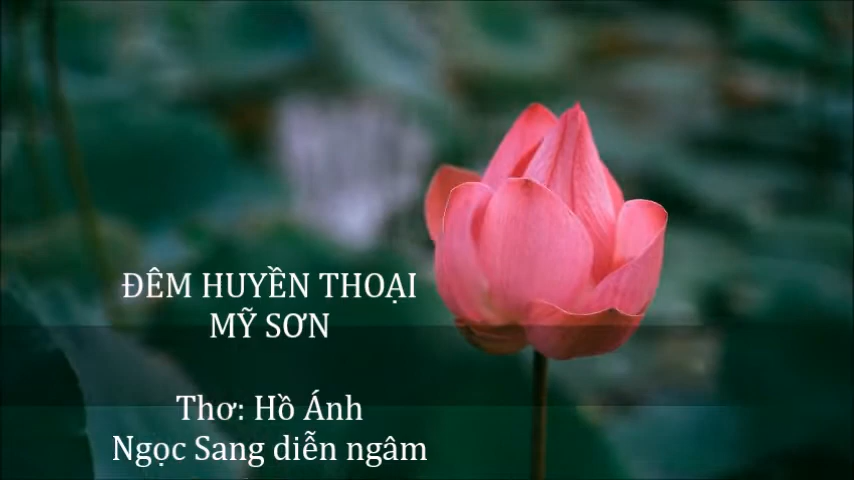 ĐÊM HUYỀN THOẠI
MỸ SƠN
Thơ: Hồ Ánh
Ngọc Sang diễn ngâm